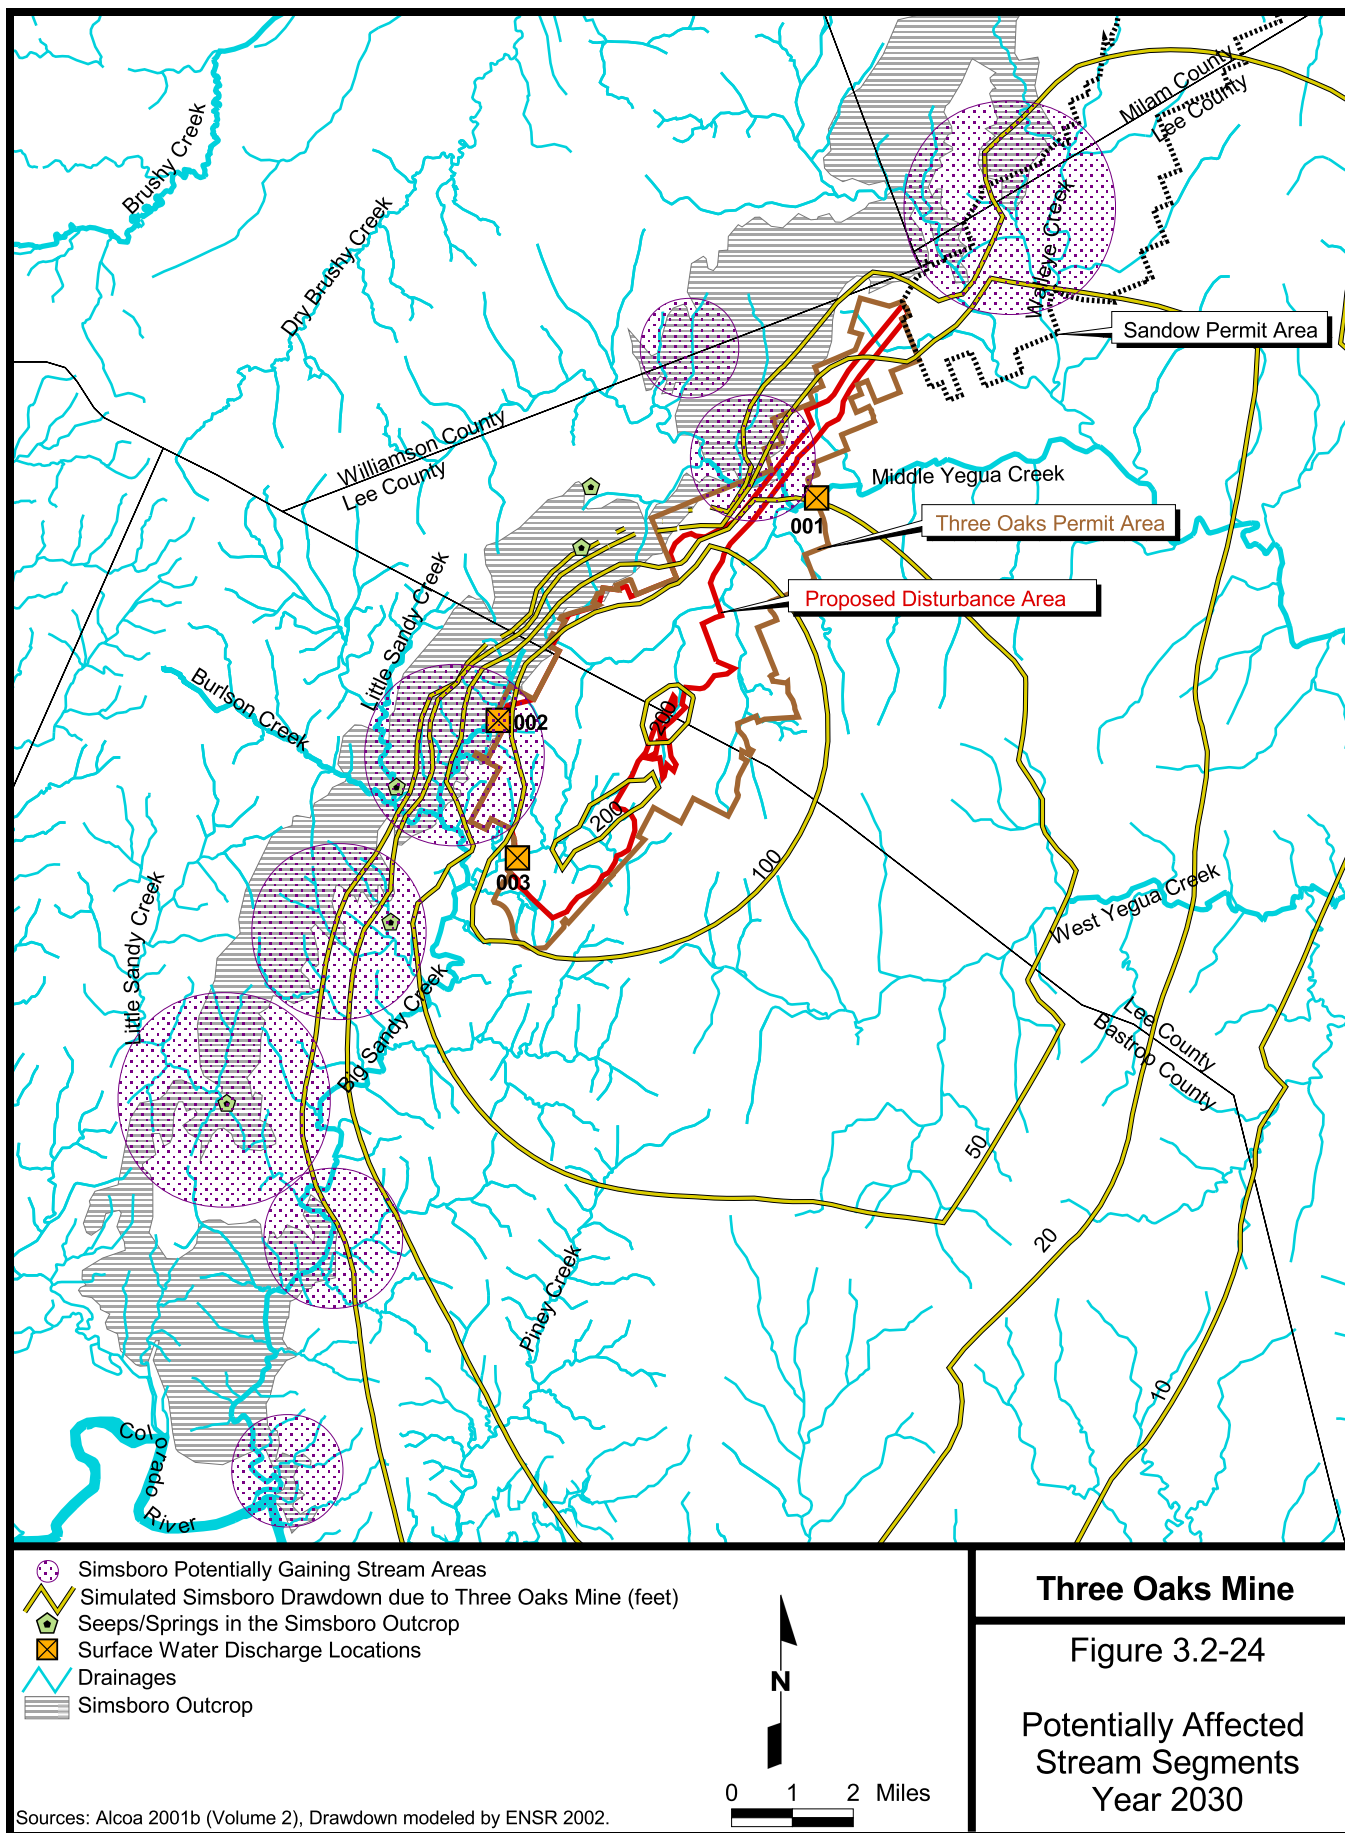 Milam County
Lee County
Brushy Creek
Dry Brushy Creek
Walleye Creek
Sandow Permit Area
Williamson County
Lee County
Middle Yegua Creek
001
Three Oaks Permit Area
Proposed Disturbance Area
Little Sandy Creek
Burlson Creek
002
200
200
003
100
West Yegua Creek
Little Sandy Creek
Big Sandy Creek
Lee County
Bastrop County
50
20
Piney Creek
10
Colorado River
Simsboro Potentially Gaining Stream Areas
Simulated Simsboro Drawdown due to Three Oaks Mine (feet)
Seeps/Springs in the Simsboro Outcrop
Surface Water Discharge Locations
Drainages
Simsboro Outcrop
N
0 1 2 Miles
Sources: Alcoa 2001b (Volume 2), Drawdown modeled by ENSR 2002.
Three Oaks Mine
Figure 3.2-24
Potentially Affected
Stream Segments
Year 2030